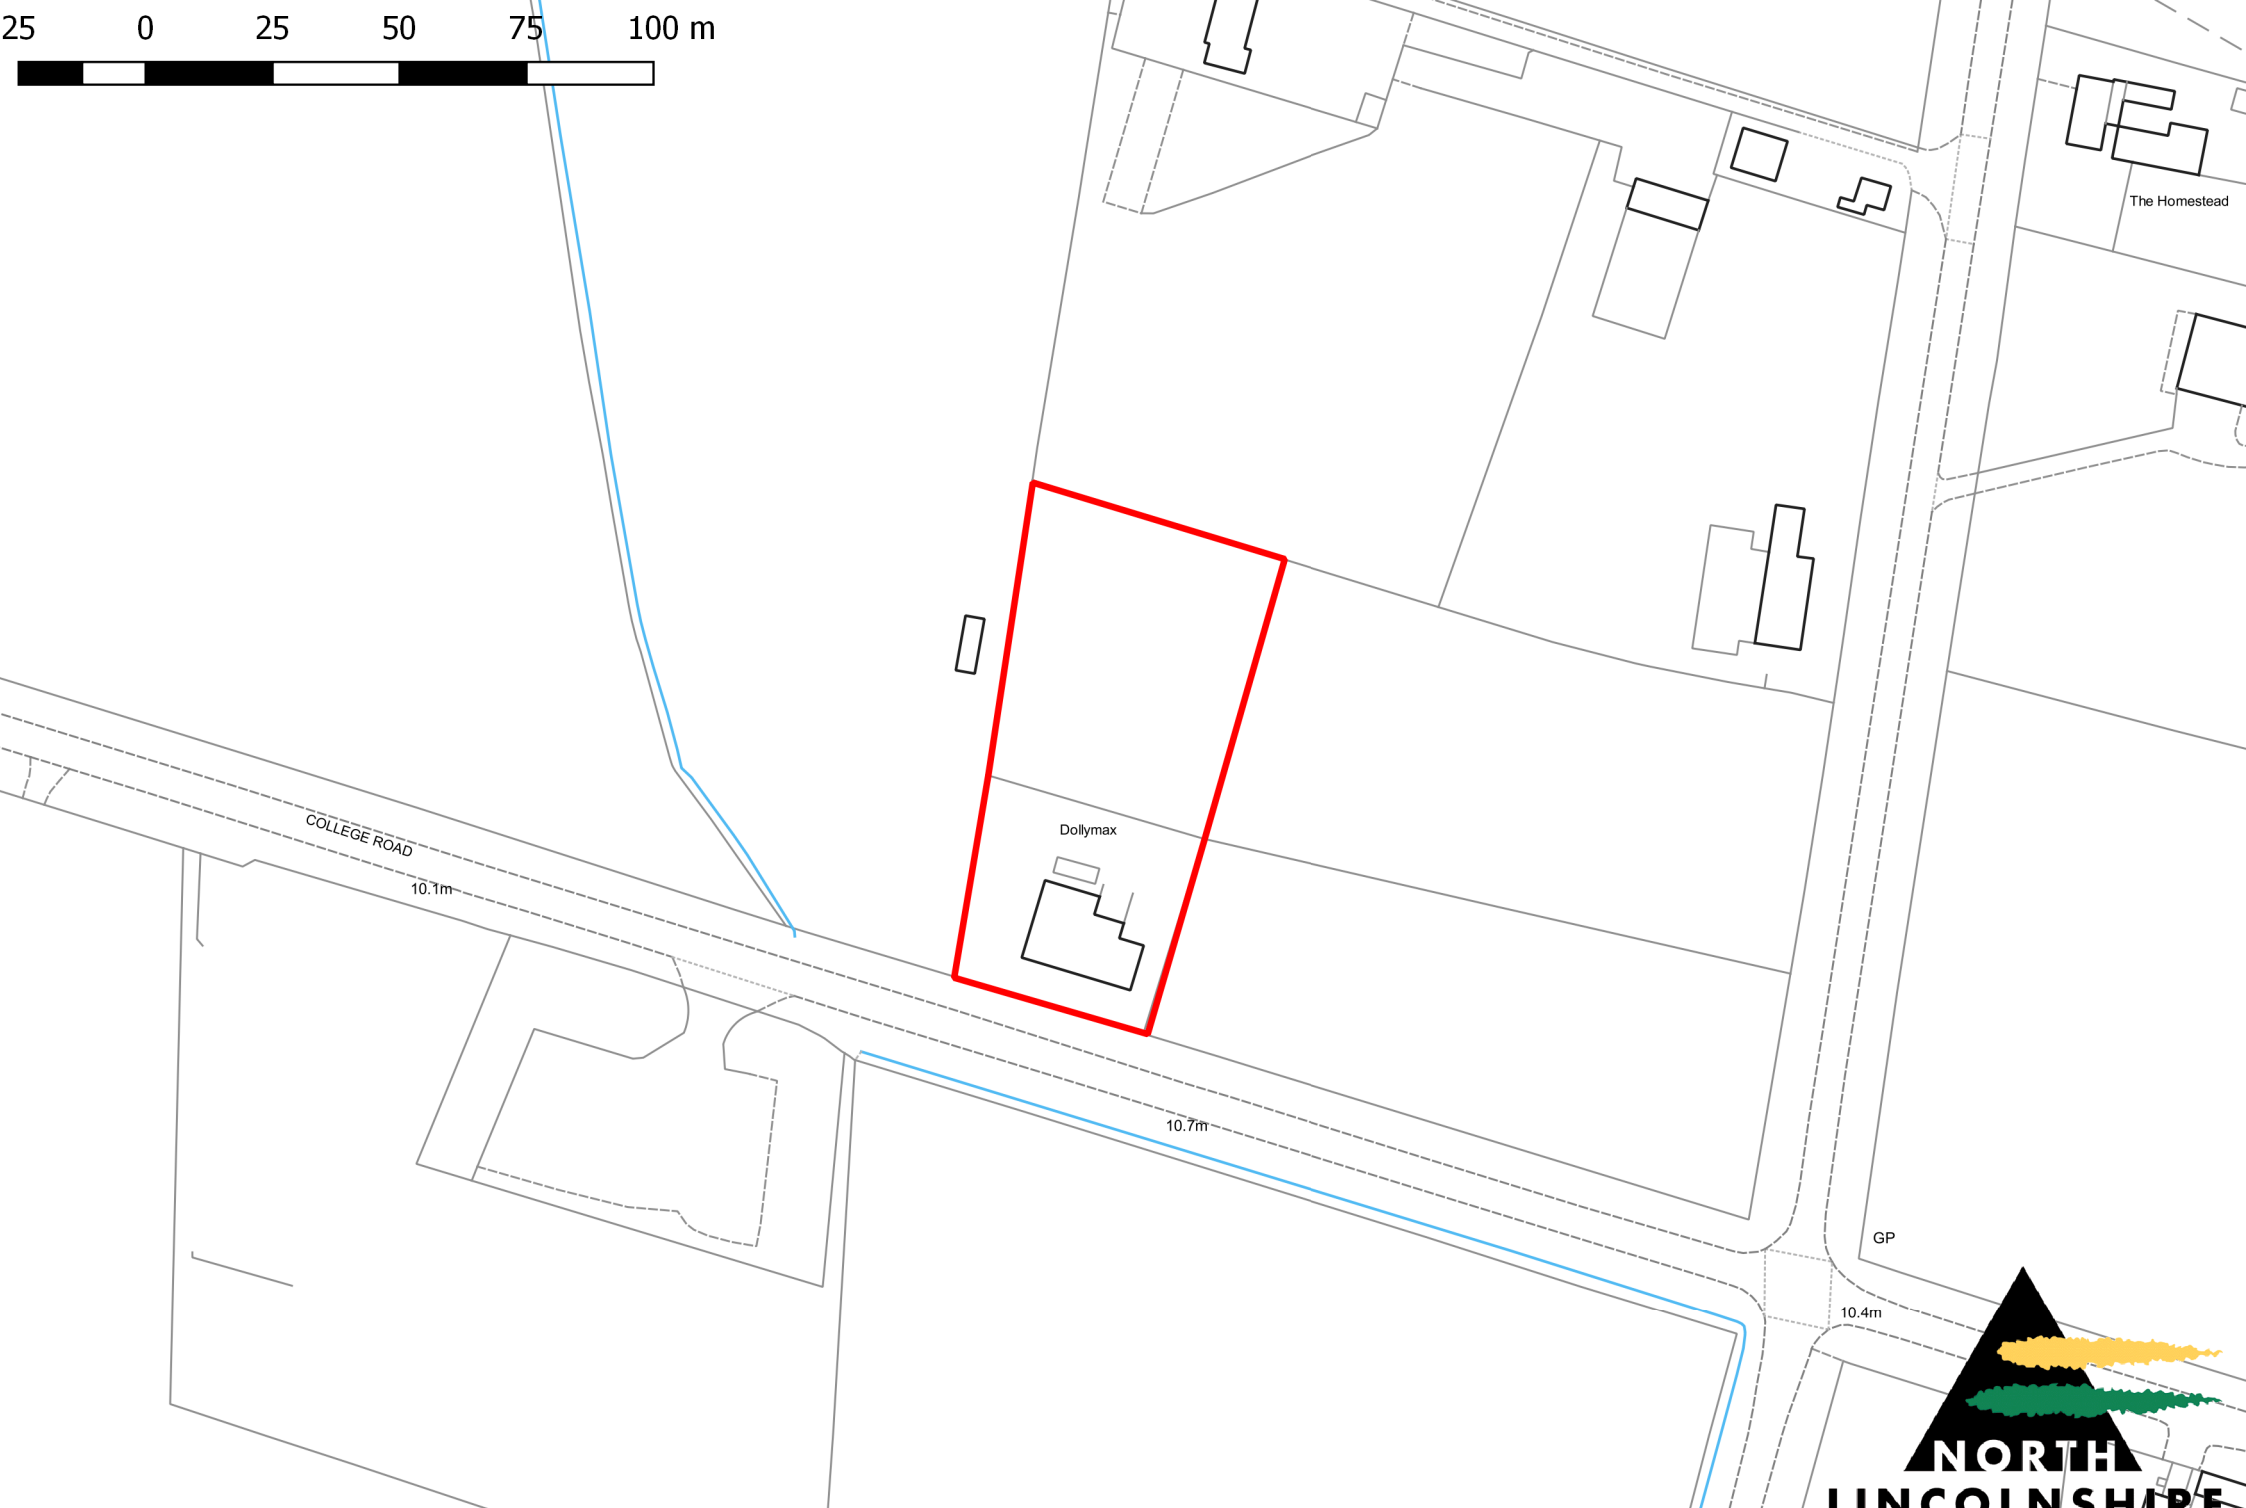 25 0 25 50 75 100 m
The Homestead
Dollymax
COLLEGE ROAD
10.1m
10.7m
GP
10.4m
NORTH
LINCOLNSHIRE